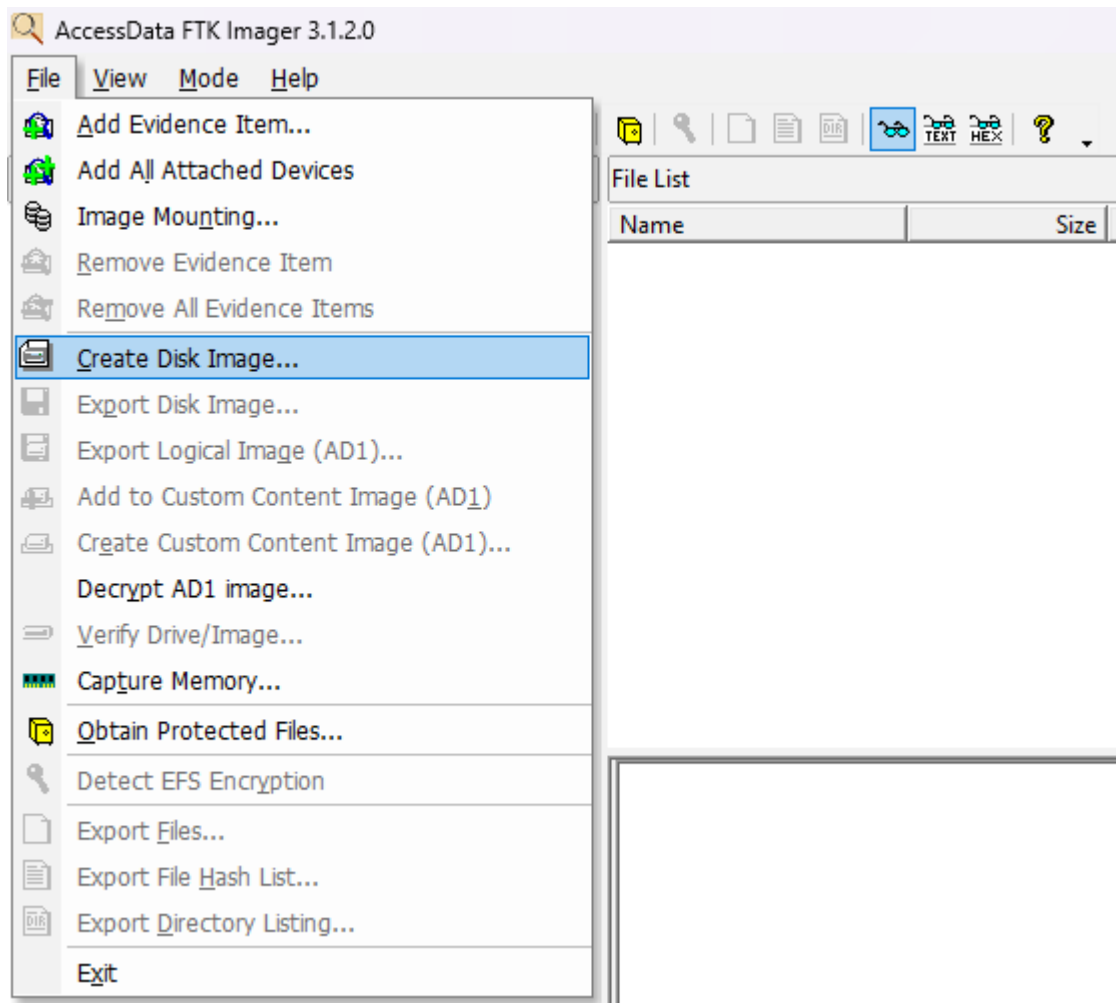 AccessData FTK Imager 3.1.2.0
File View Mode Help
Add Evidence Item...
Add All Attached Devices
Image Mounting...
Remove Evidence Item
Remove All Evidence Items
Create Disk Image...
Export Disk Image...
Export Logical Image (AD1)...
Add to Custom Content Image (AD1)
Create Custom Content Image (AD1)...
Decrypt AD1 image...
Verify Drive/Image...
Capture Memory...
Obtain Protected Files...
Detect EFS Encryption
Export Files...
Export File Hash List...
DIR Export Directory Listing...
Exit
DIR TEXT HEX ?
File List
Name Size